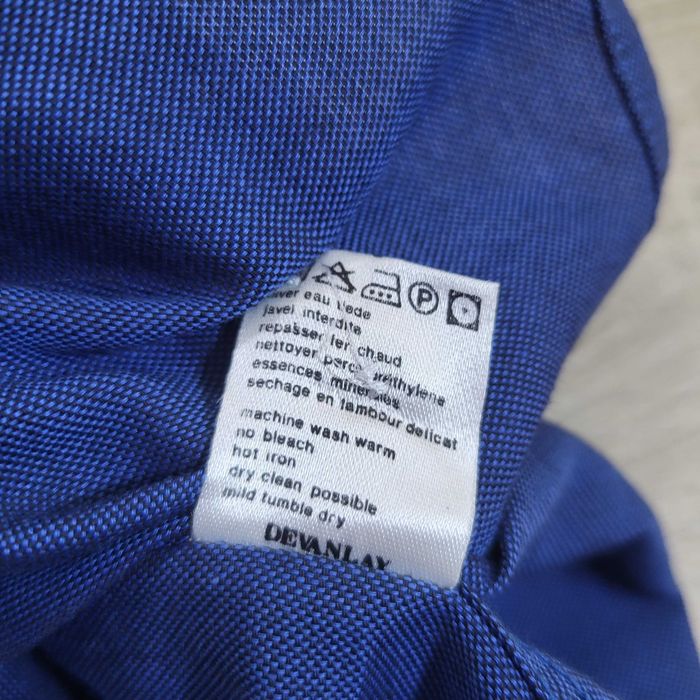 P
laver eau tiede
javel interdite
repasser fer chaud
nettoyer
essences minerales
sechage en tambour delicat
machine wash warm
no bleach
hot iron
dry clean possible
mild tumble dry
DEVANLAY